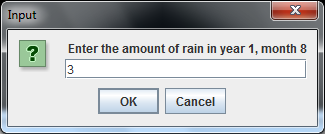 Input
Enter the amount of rain in year 1, month 8
3
OK Cancel